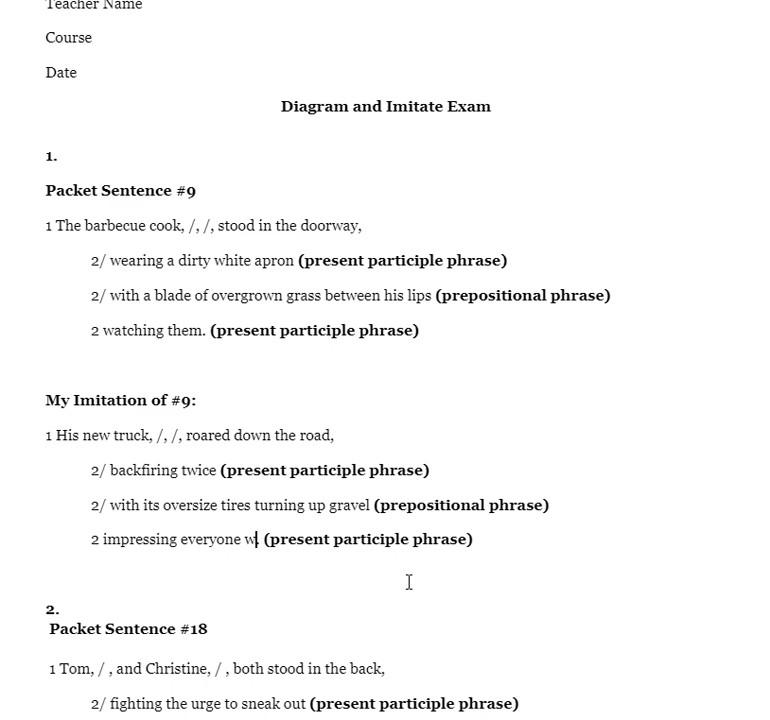 Teacher Name
Course
Date
Diagram and Imitate Exam
1.
Packet Sentence #9
1 The barbecue cook, /, /, stood in the doorway,
2/ wearing a dirty white apron (present participle phrase)
2/ with a blade of overgrown grass between his lips (prepositional phrase)
2 watching them. (present participle phrase)
My Imitation of #9:
1 His new truck, /, /, roared down the road,
2/ backfiring twice (present participle phrase)
2/ with its oversize tires turning up gravel (prepositional phrase)
2 impressing everyone w (present participle phrase)
2.
Packet Sentence #18
1 Tom, / , and Christine, / , both stood in the back,
2/ fighting the urge to sneak out (present participle phrase)